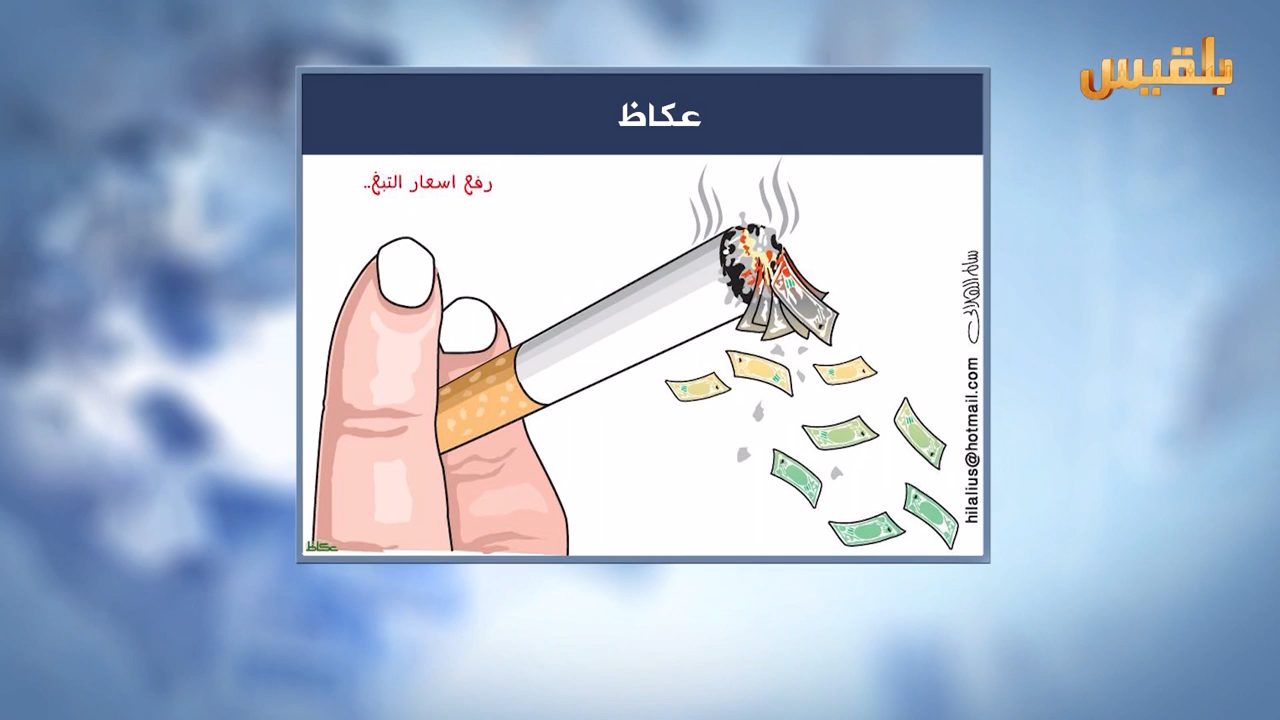 بلقيس
عكاظ
رفع اسعار التبغ..
hilalius@hotmail.com
عكاظ